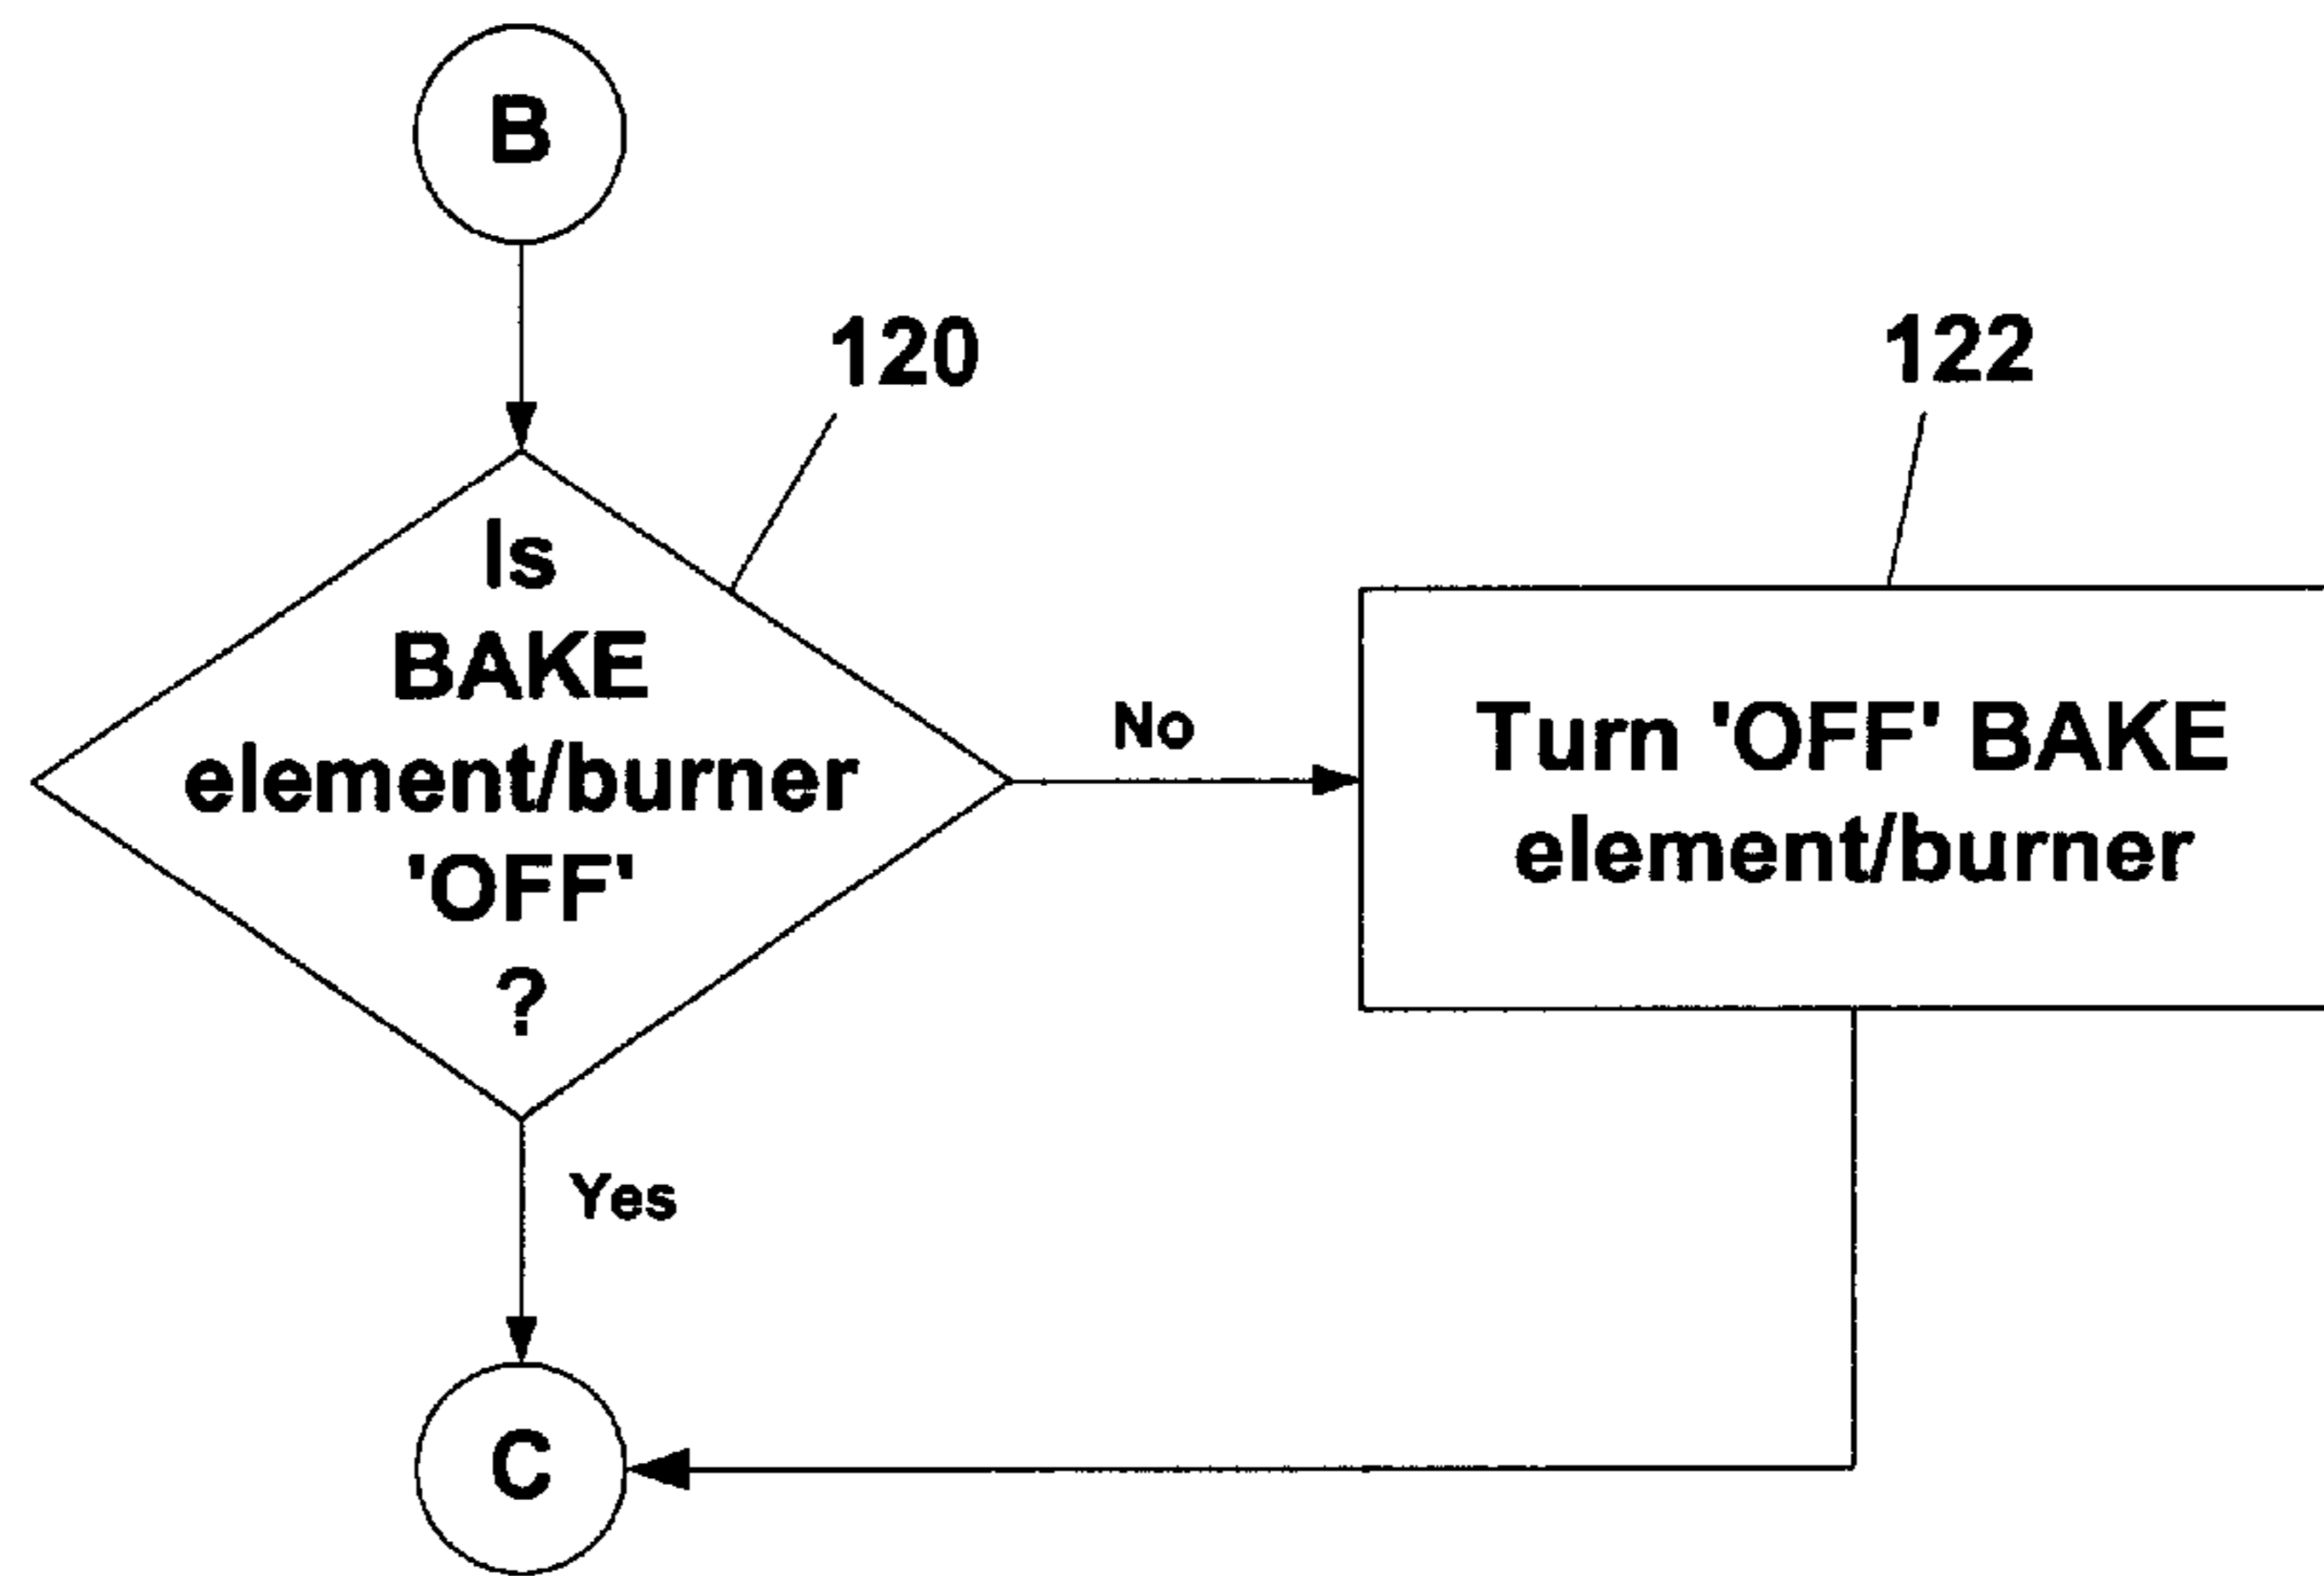 B
120
122
Is
BAKE
element/burner
'OFF'
?
No
Turn 'OFF' BAKE
element/burner
Yes
C